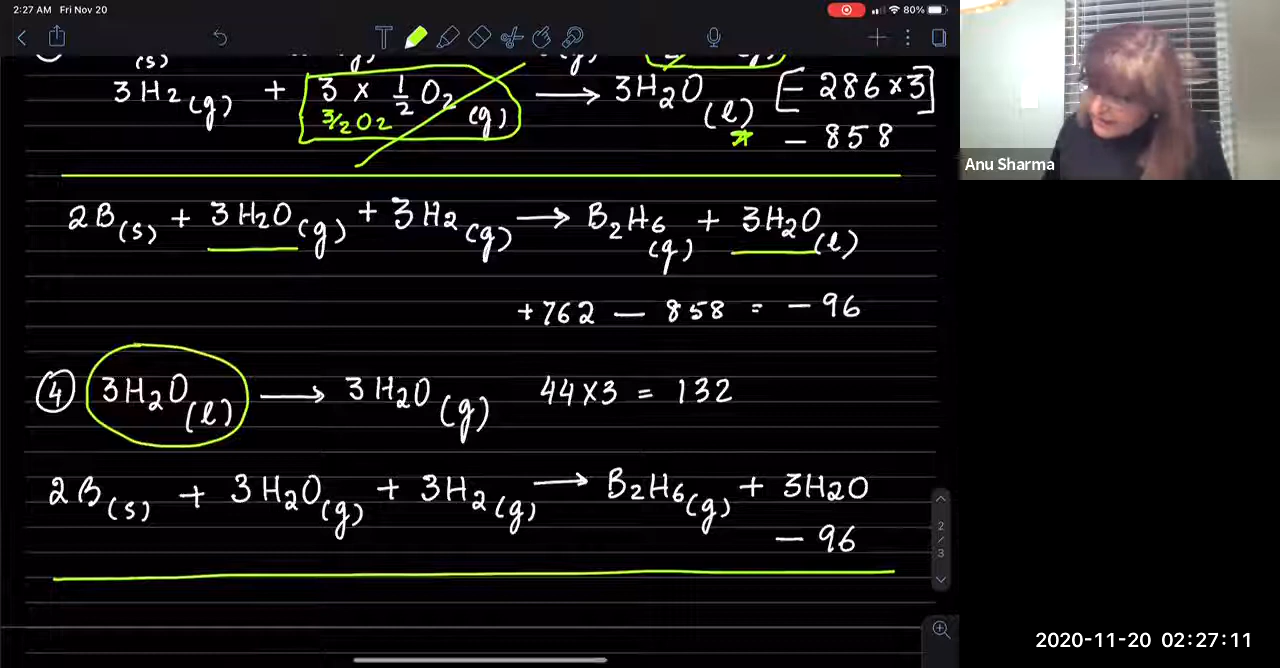 2:27 AM Fri Nov 20
80%
(s)
3H2(g) + 3 x 1/2 O2 (g) → 3H2O (l) [- 286 x 3]
3/2 O2
- 858
2B(s) + 3H2O(g) + 3H2(g) → B2H6(g) + 3H2O(l)
+762 - 858 = -96
④ 3H2O(l) → 3H2O(g) 44x3 = 132
2B(s) + 3H2O(g) + 3H2(g) → B2H6(g) + 3H2O
- 96
2/3
Anu Sharma
2020-11-20 02:27:11